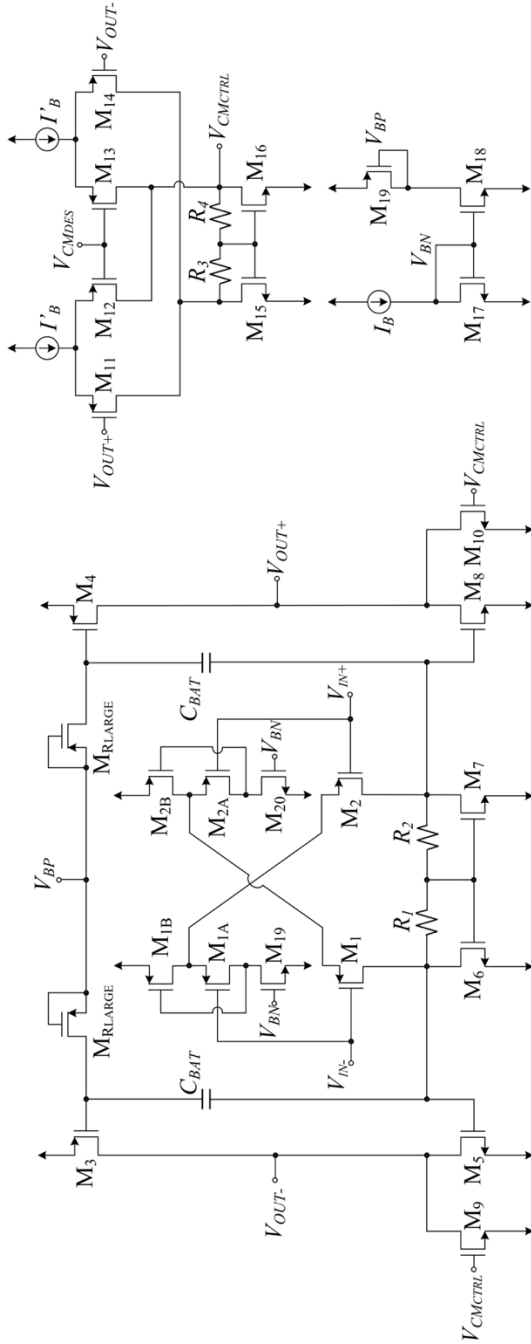 V_BP
M_RLARGE
M_RLARGE
M_3
M_4
C_BAT
C_BAT
M_1B
M_2B
M_1A
M_2A
V_OUT-
V_OUT+
V_BN
M_19
M_20
V_BN
V_IN-
M_1
M_2
V_IN+
R_1
R_2
M_6
M_7
M_5
M_8
M_9
M_10
V_CMCTRL
V_CMCTRL
I'_B
I'_B
V_CMDES
V_OUT+
M_11
M_12
M_13
M_14
V_OUT-
R_3
R_4
V_CMCTRL
M_15
M_16
I_B
V_BN
M_19
V_BP
M_17
M_18